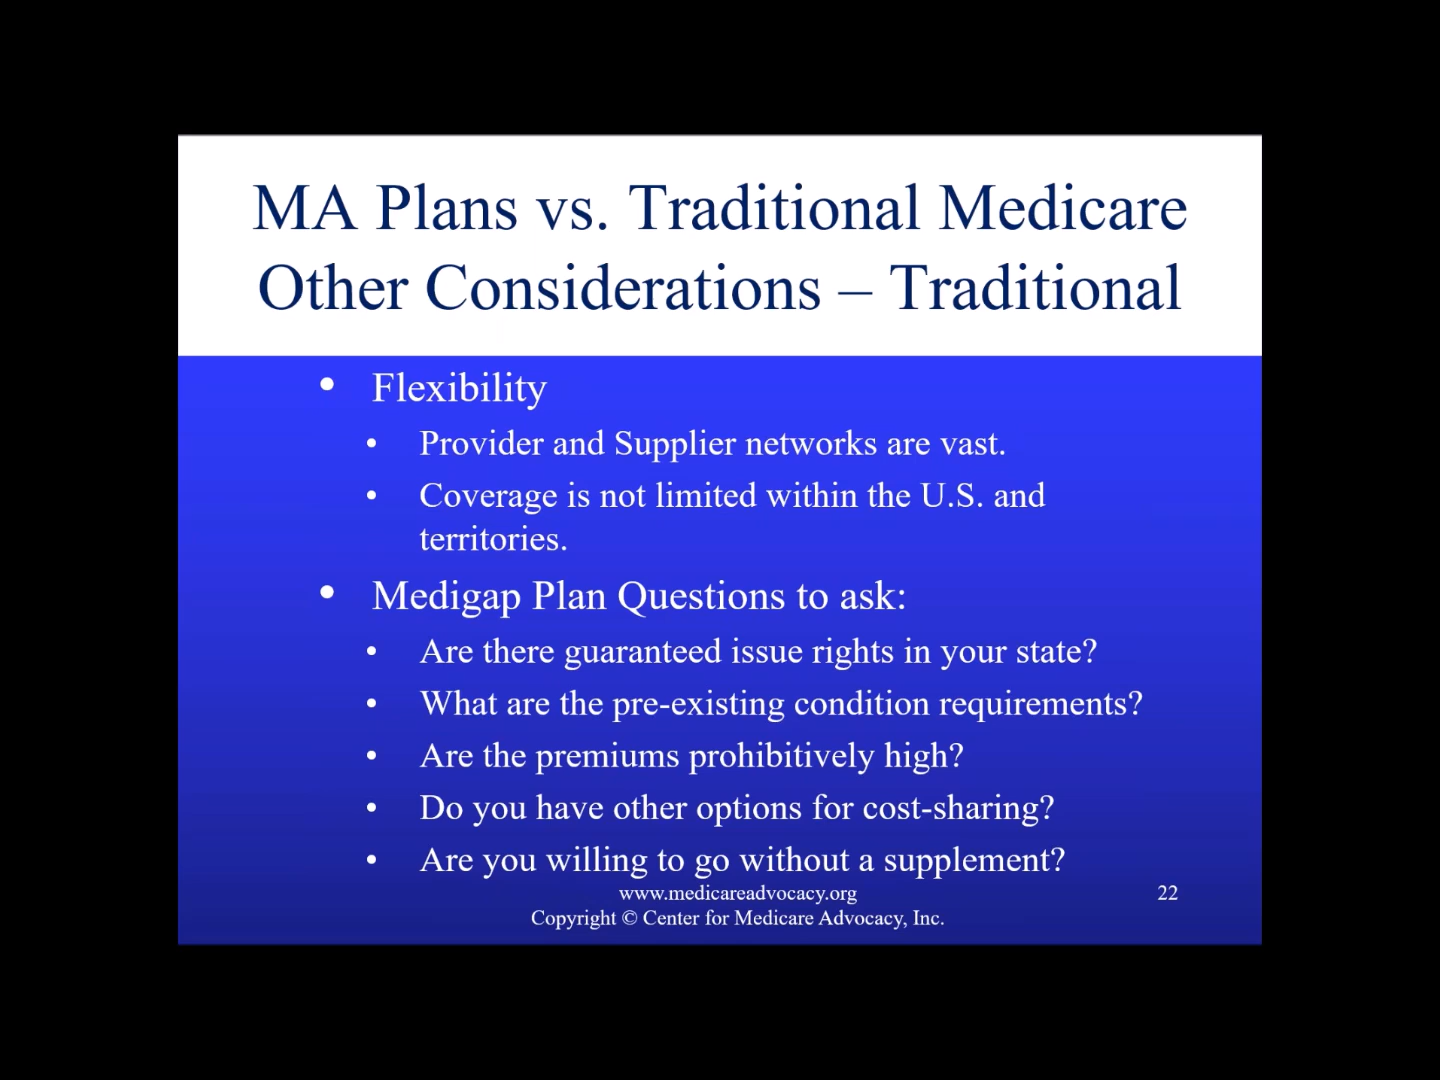 MA Plans vs. Traditional Medicare
Other Considerations – Traditional
• Flexibility
• Provider and Supplier networks are vast.
• Coverage is not limited within the U.S. and
territories.
• Medigap Plan Questions to ask:
• Are there guaranteed issue rights in your state?
• What are the pre-existing condition requirements?
• Are the premiums prohibitively high?
• Do you have other options for cost-sharing?
• Are you willing to go without a supplement?
www.medicareadvocacy.org
22
Copyright © Center for Medicare Advocacy, Inc.